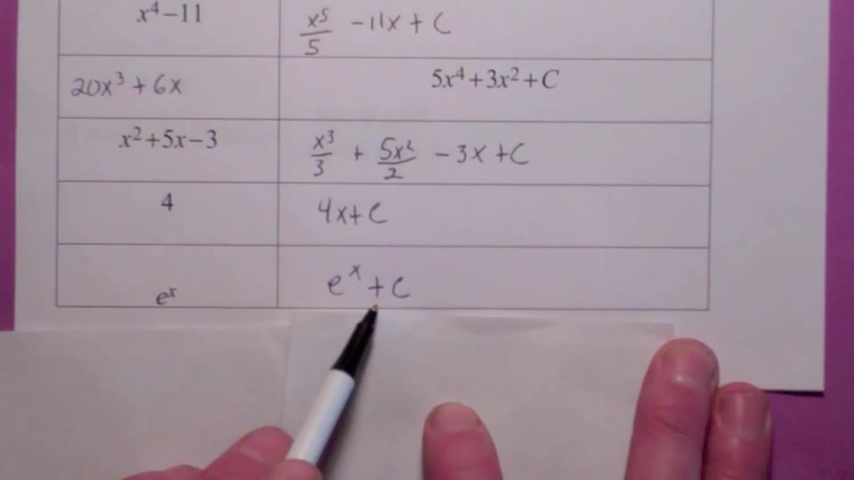 x⁴−11 x⁵/5 − 11x + C
20x³ + 6x 5x⁴+3x²+C
x²+5x−3 x³/3 + 5x²/2 − 3x + C
4 4x + C
eˣ eˣ + C